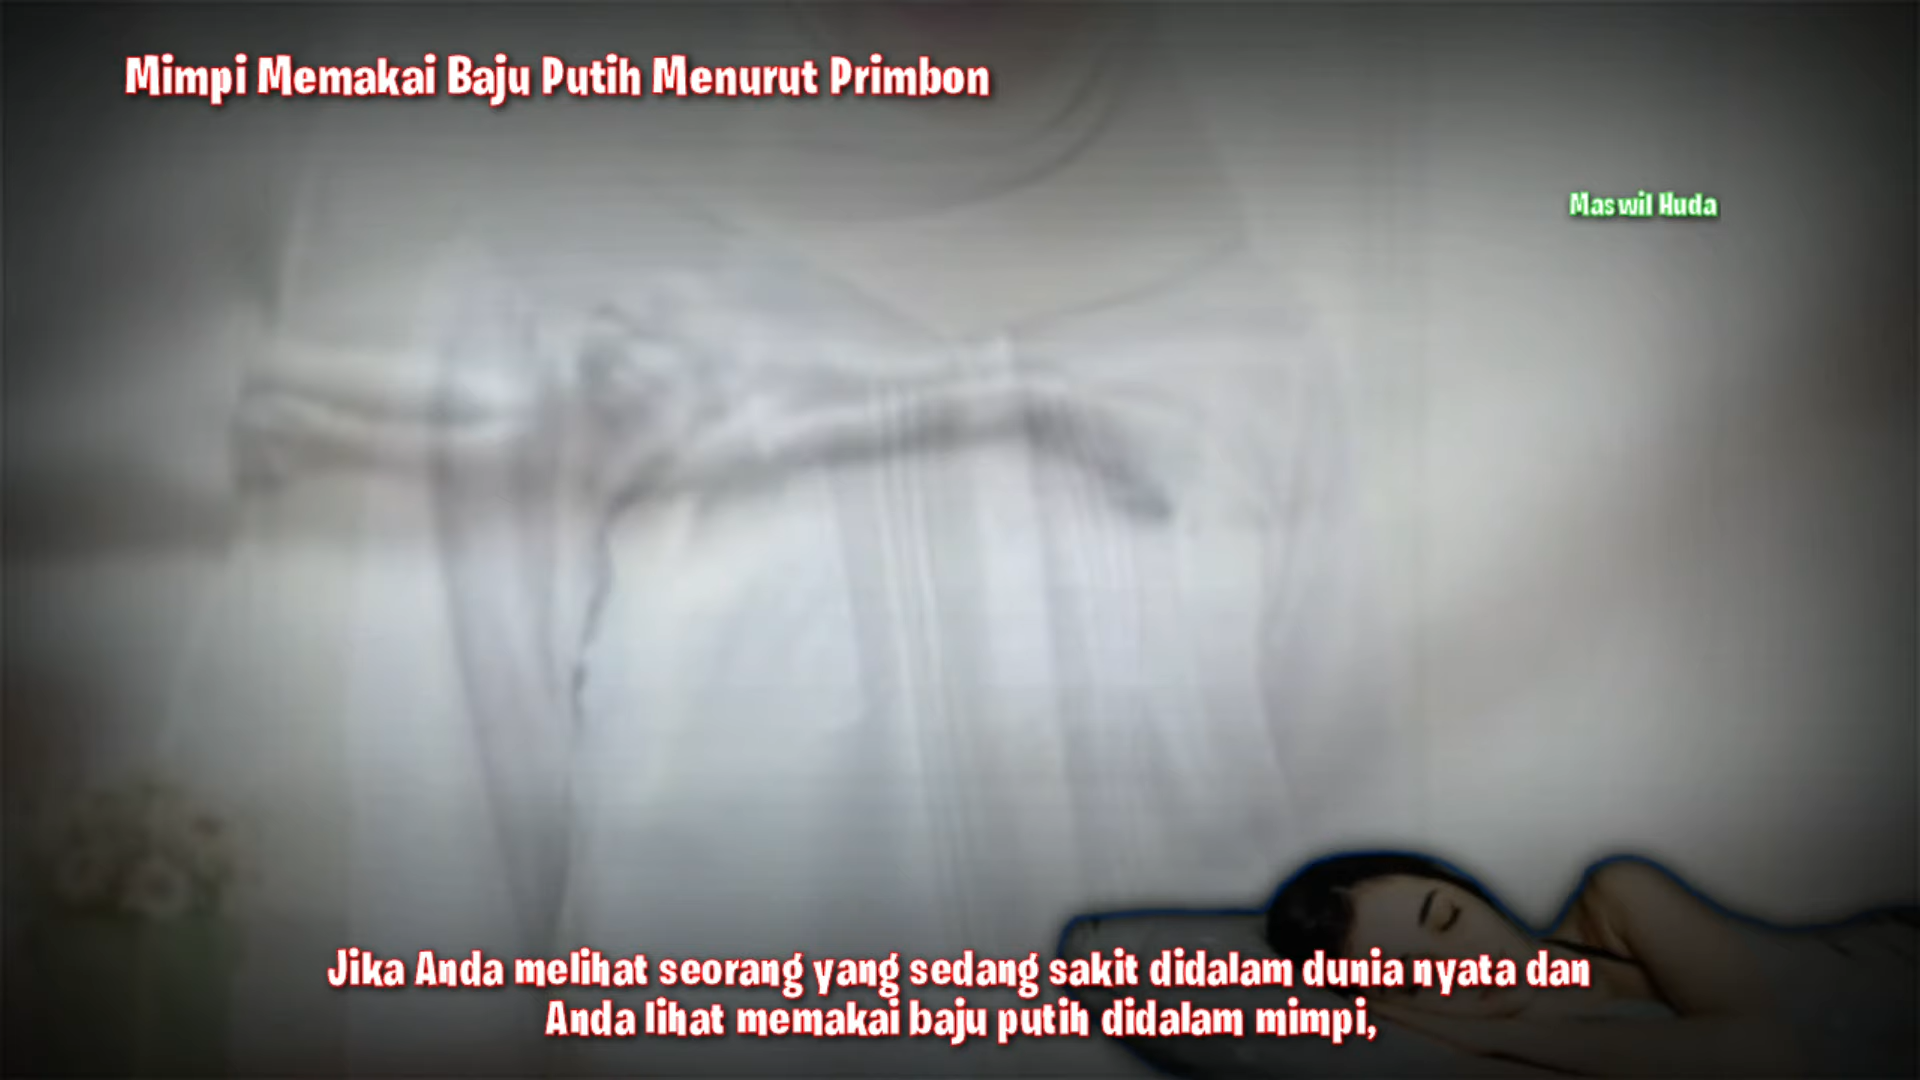 Mimpi Memakai Baju Putih Menurut Primbon
Maswil Huda
Jika Anda melihat seorang yang sedang sakit didalam dunia nyata dan
Anda lihat memakai baju putih didalam mimpi,